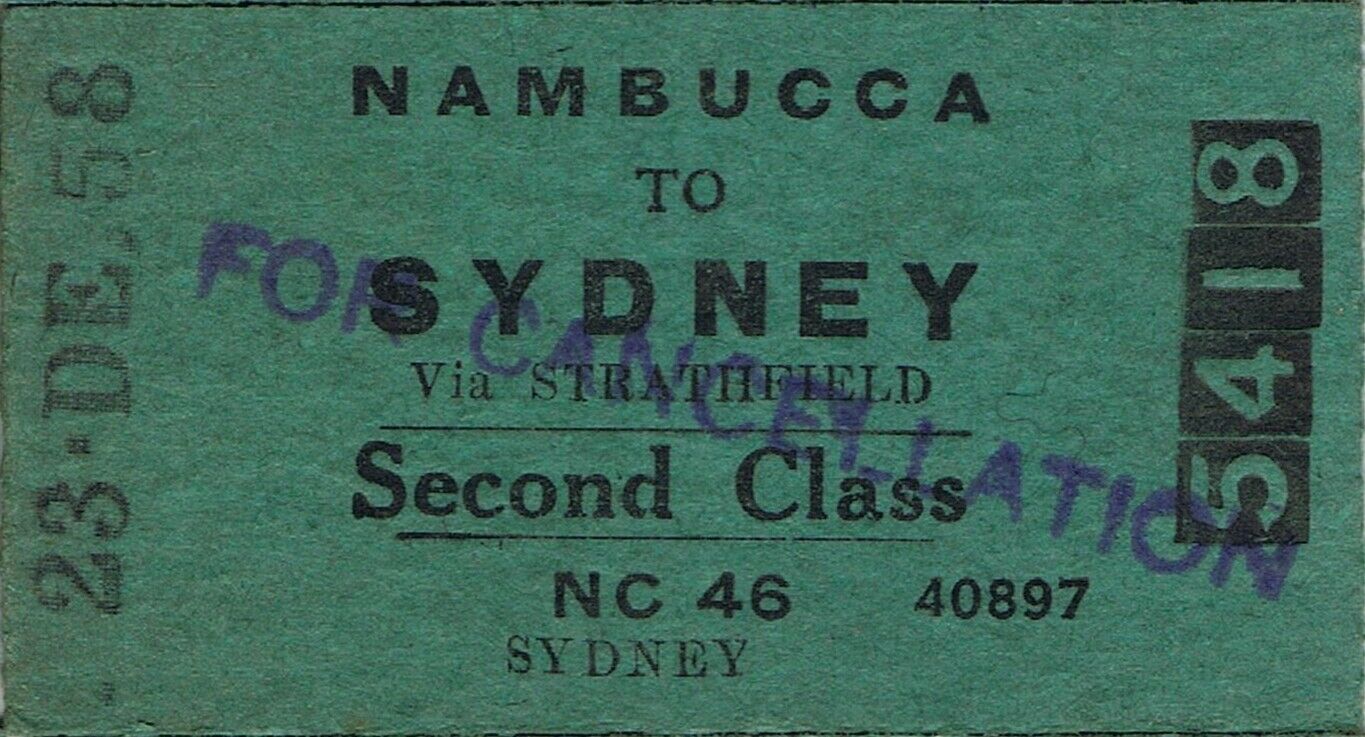 NAMBUCCA
TO
SYDNEY
Via STRATHFIELD
Second Class
NC 46 40897
SYDNEY
23·DE.58
5418
FOR CANCELLATION